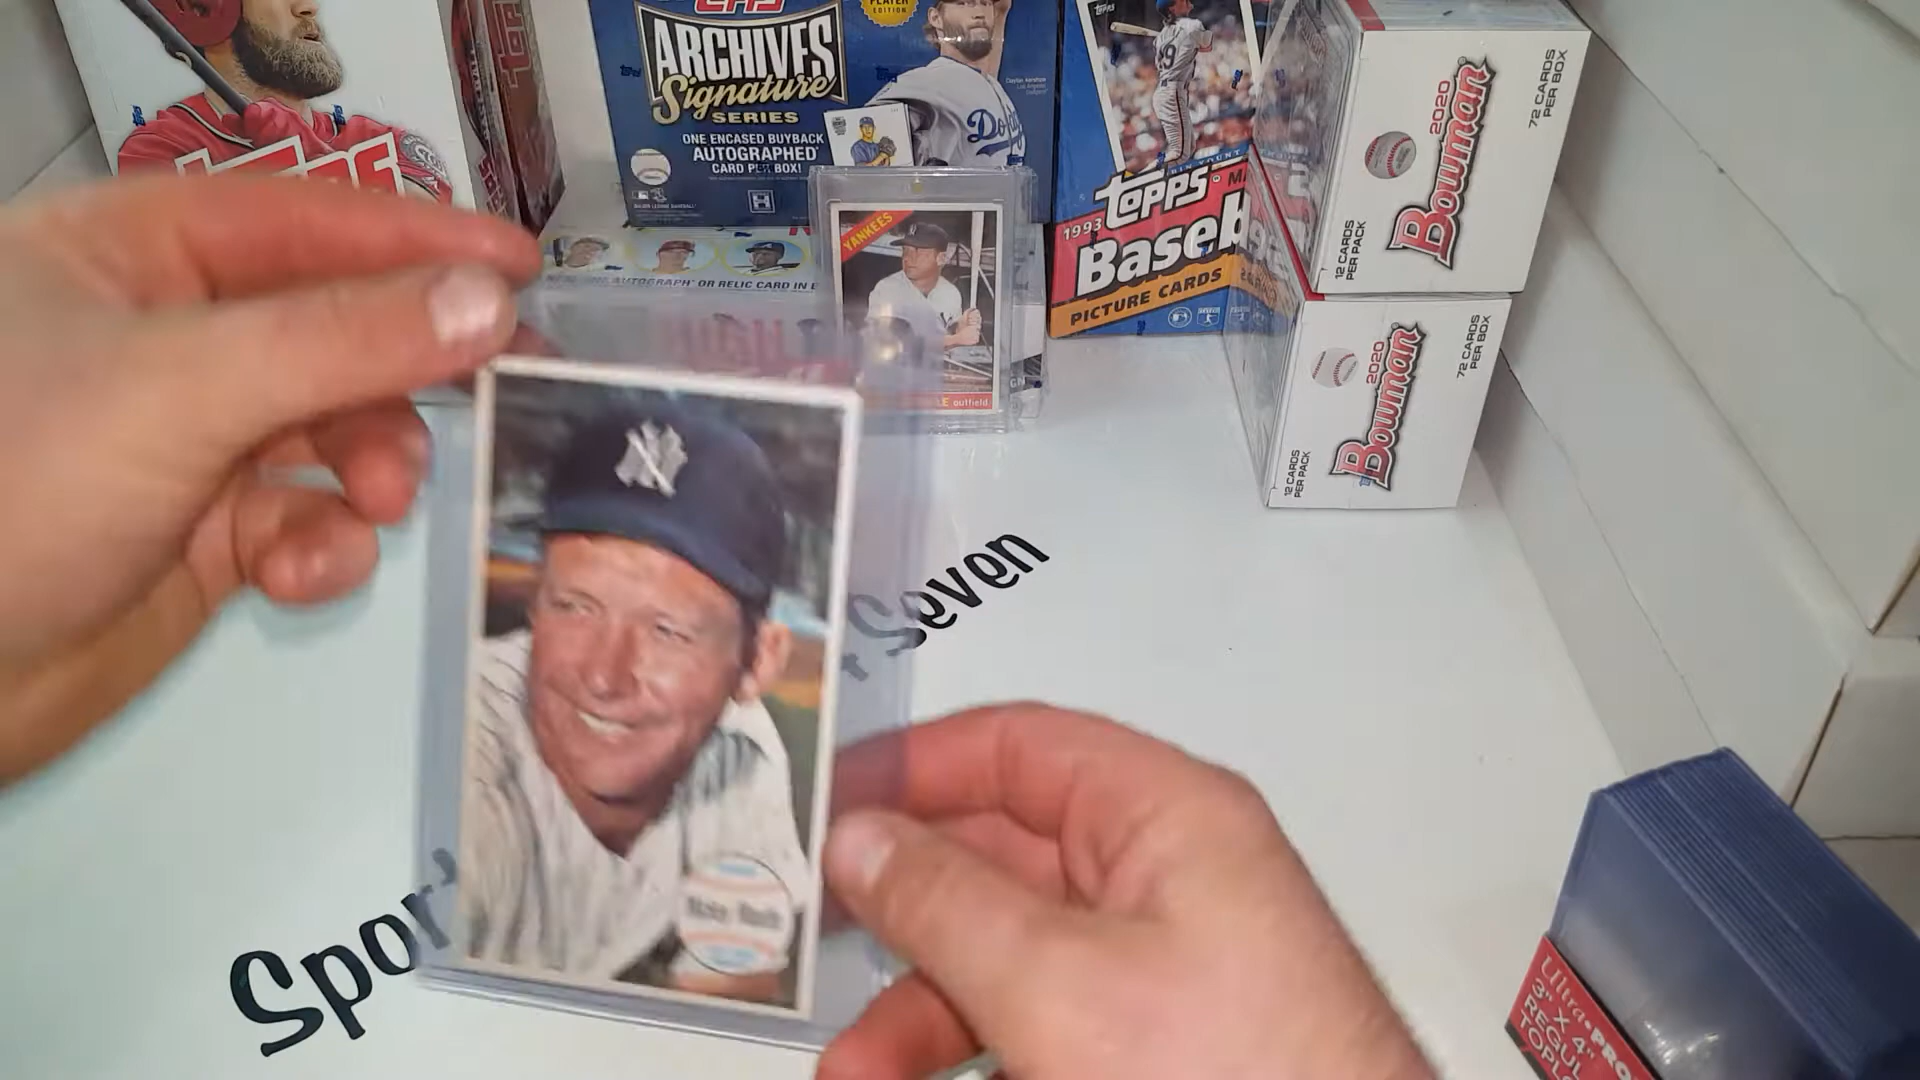 TOPPS
ARCHIVES
Signature
SERIES
ONE ENCASED BUYBACK
AUTOGRAPHED
CARD PER BOX!
PLAYER
EDITION
Dodgers
AUTOGRAPH* OR RELIC CARD IN
YANKEES
outfield
1993
TOPPS
Baseb
PICTURE CARDS
2020
Bowman
72 CARDS
PER BOX
12 CARDS
PER PACK
2020
Bowman
72 CARDS
PER BOX
12 CARDS
PER PACK
NY
Seven
Spor
Ultra PRO
3" X 4"
REGUL
TOPL